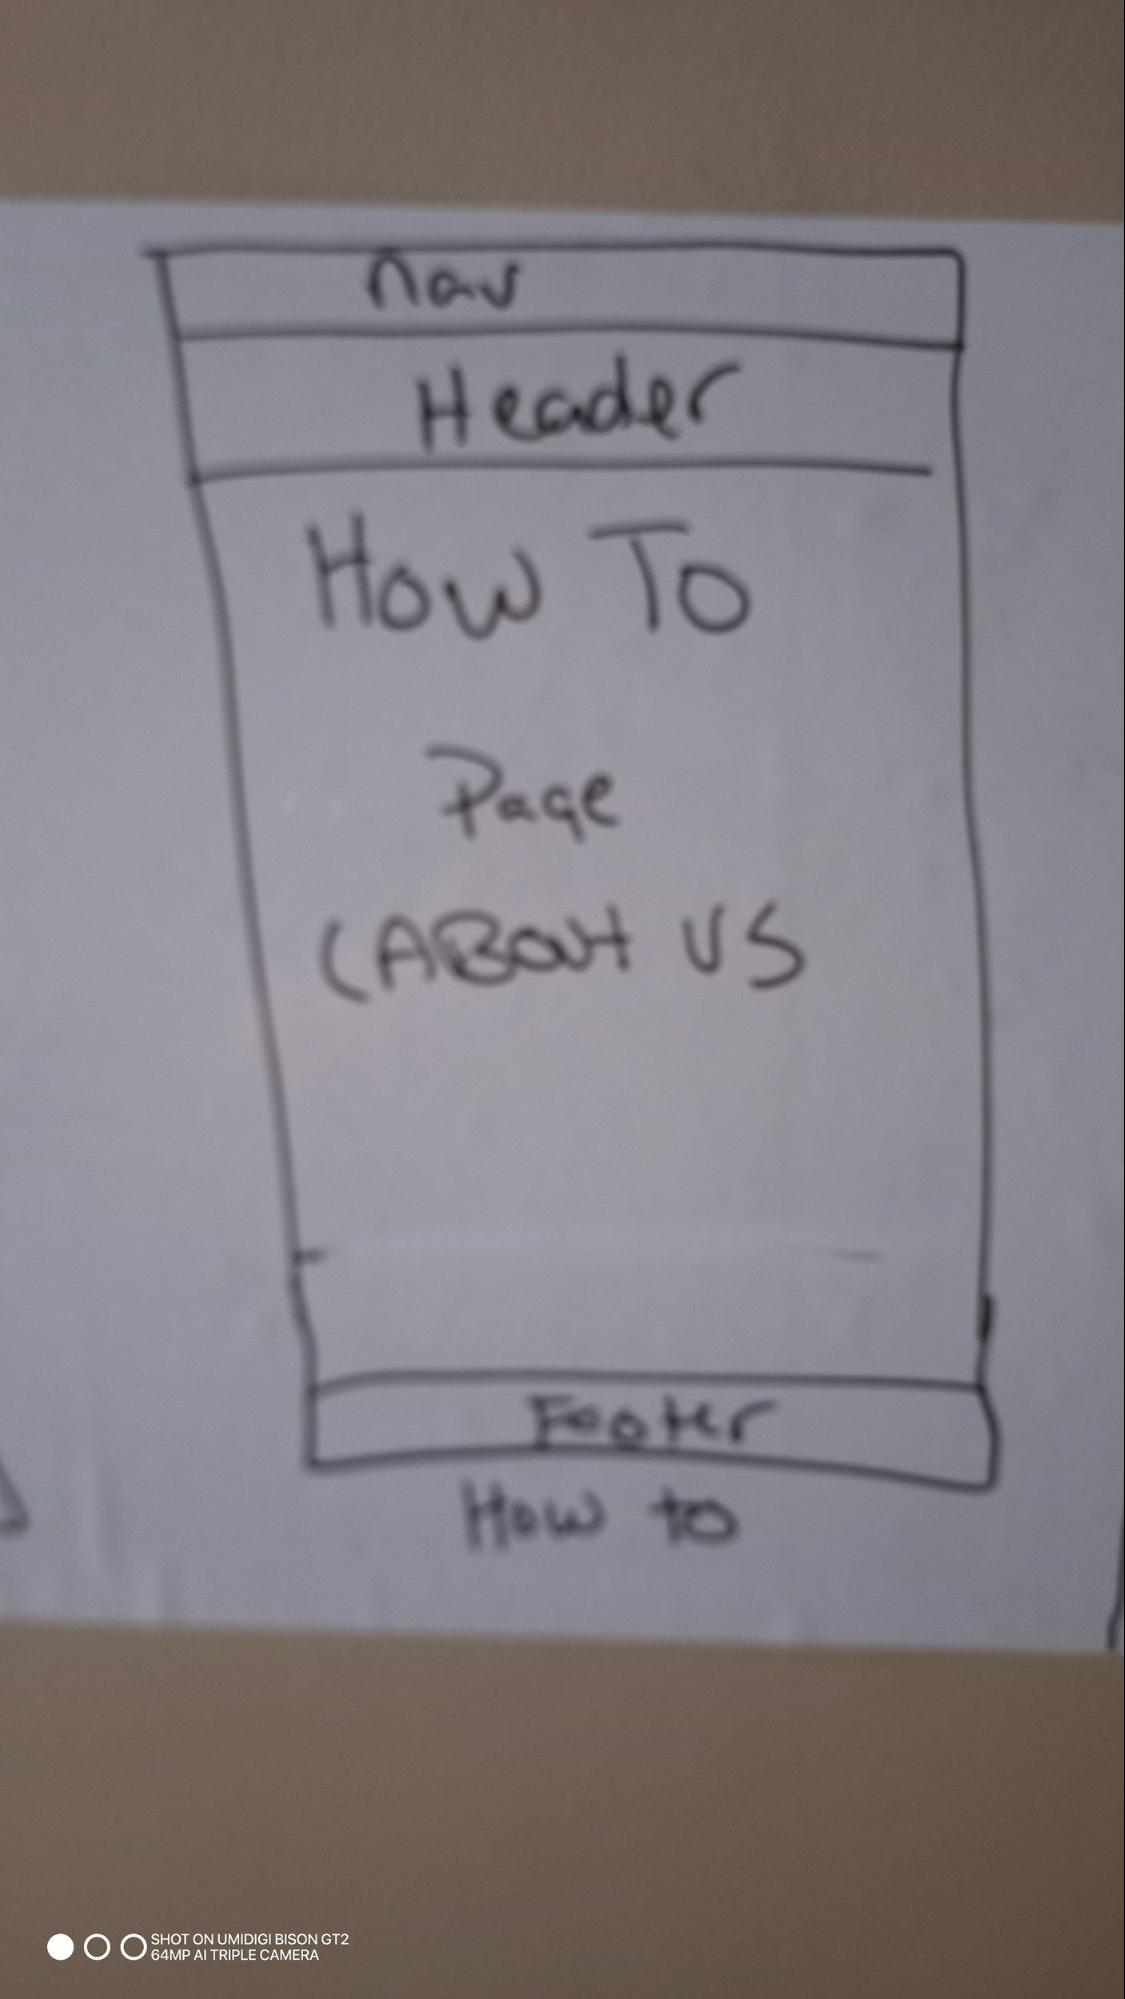 nav
Header
How To
Page
(ABout US
Footer
How to
SHOT ON UMIDIGI BISON GT2
64MP AI TRIPLE CAMERA